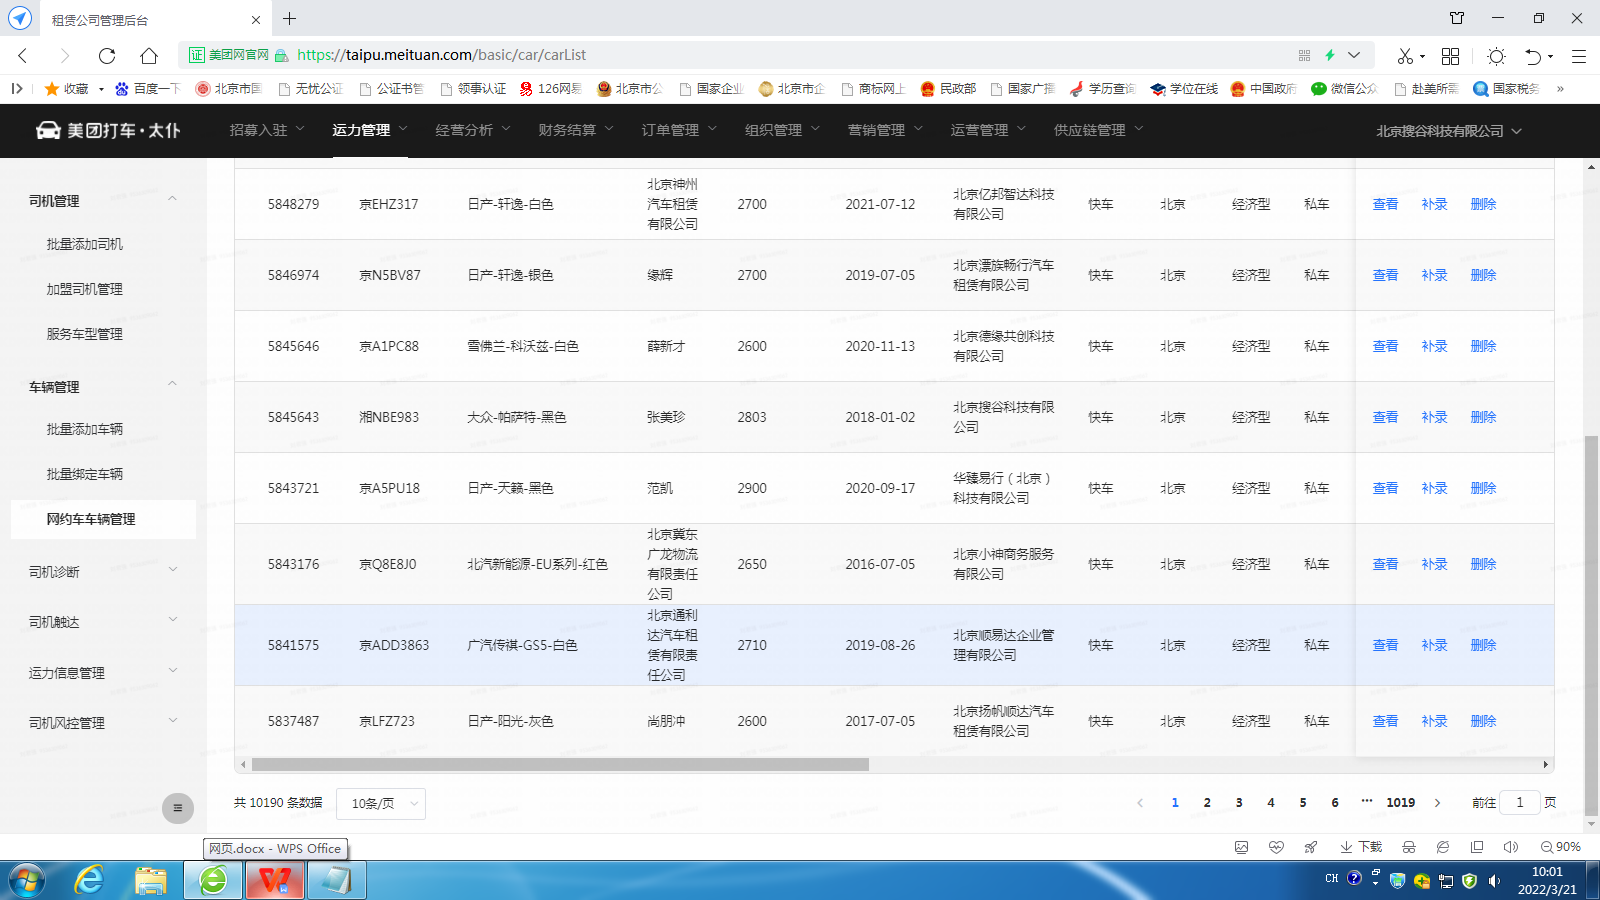 租赁公司管理后台
证 美团网官网 https://taipu.meituan.com/basic/car/carList
收藏 百度一下 北京市国 无忧公证 公证书管 领事认证 126网易 北京市公 国家企业 北京市企 商标网上 民政部 国家广播 学历查询 学位在线 中国政府 微信公众 赴美所需 国家税务 »
美团打车·太仆 招募入驻 运力管理 经营分析 财务结算 订单管理 组织管理 营销管理 运营管理 供应链管理 北京搜谷科技有限公司
司机管理
批量添加司机
加盟司机管理
服务车型管理
车辆管理
批量添加车辆
批量绑定车辆
网约车车辆管理
司机诊断
司机触达
运力信息管理
司机风控管理
5848279 京EHZ317 日产-轩逸-白色 北京神州汽车租赁有限公司 2700 2021-07-12 北京亿邦智达科技有限公司 快车 北京 经济型 私车 查看 补录 删除
5846974 京N5BV87 日产-轩逸-银色 缘辉 2700 2019-07-05 北京漂族畅行汽车租赁有限公司 快车 北京 经济型 私车 查看 补录 删除
5845646 京A1PC88 雪佛兰-科沃兹-白色 薛新才 2600 2020-11-13 北京德缘共创科技有限公司 快车 北京 经济型 私车 查看 补录 删除
5845643 湘NBE983 大众-帕萨特-黑色 张美珍 2803 2018-01-02 北京搜谷科技有限公司 快车 北京 经济型 私车 查看 补录 删除
5843721 京A5PU18 日产-天籁-黑色 范凯 2900 2020-09-17 华臻易行（北京）科技有限公司 快车 北京 经济型 私车 查看 补录 删除
5843176 京Q8E8J0 北汽新能源-EU系列-红色 北京冀东广龙物流有限责任公司 2650 2016-07-05 北京小神商务服务有限公司 快车 北京 经济型 私车 查看 补录 删除
5841575 京ADD3863 广汽传祺-GS5-白色 北京通利达汽车租赁有限责任公司 2710 2019-08-26 北京顺易达企业管理有限公司 快车 北京 经济型 私车 查看 补录 删除
5837487 京LFZ723 日产-阳光-灰色 尚朋冲 2600 2017-07-05 北京扬帆顺达汽车租赁有限公司 快车 北京 经济型 私车 查看 补录 删除
共 10190 条数据 10条/页 1 2 3 4 5 6 ··· 1019 前往 1 页
网页.docx - WPS Office
下载 90%
CH 10:01
2022/3/21